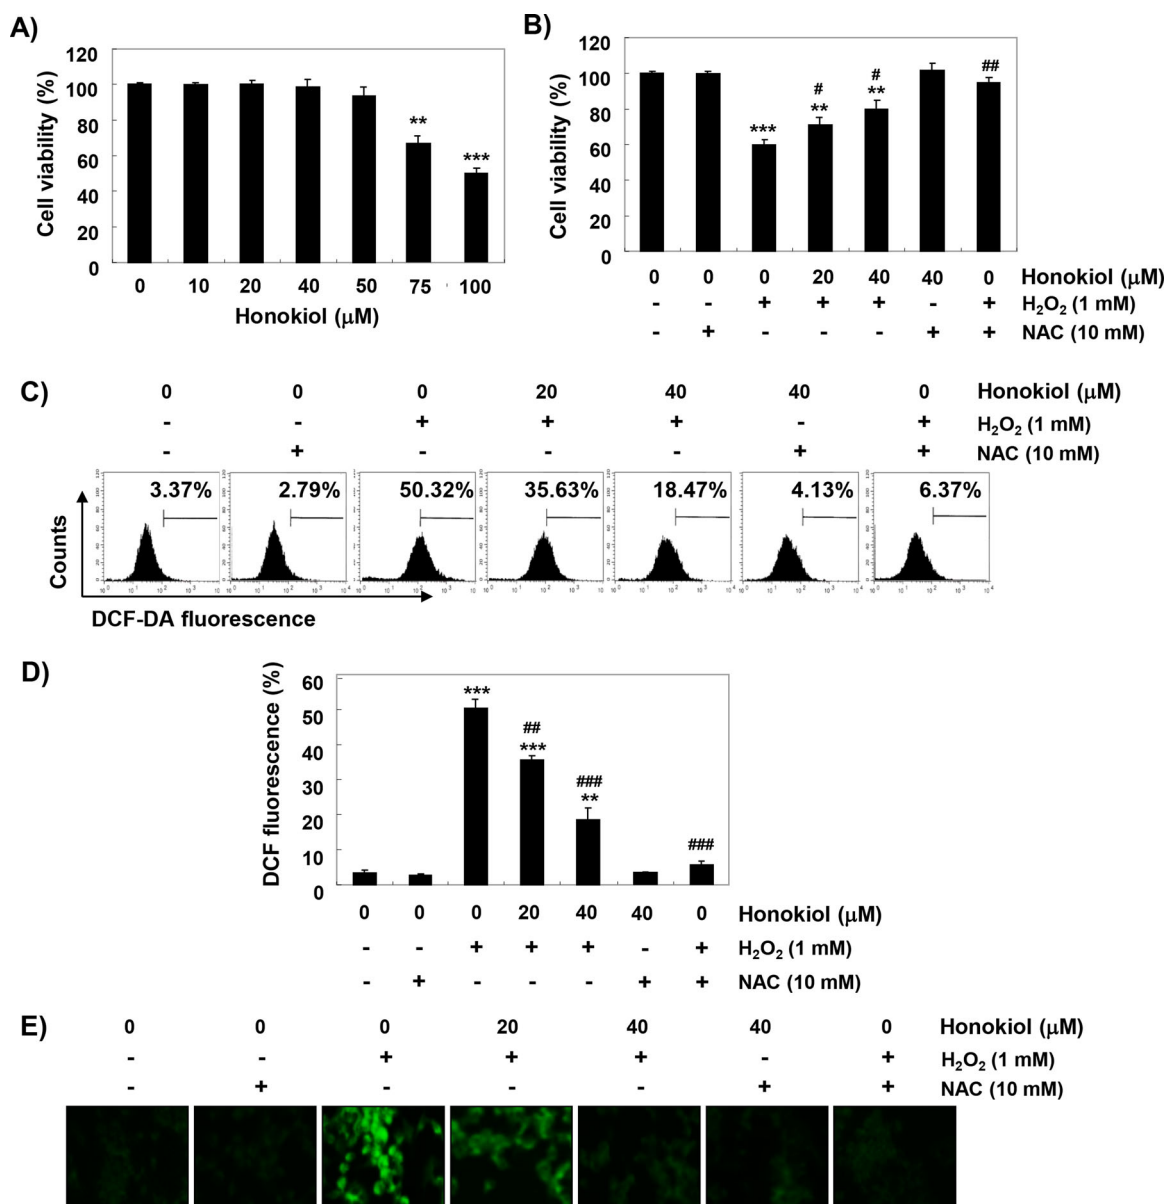 A)
Cell viability (%)
120
100
80
60
40
20
0
**
***
0 10 20 40 50 75 100
Honokiol (μM)
B)
Cell viability (%)
120
100
80
60
40
20
0
***
#
**
#
**
##
0 0 0 20 40 40 0 Honokiol (μM)
- - + + + - + H₂O₂ (1 mM)
- + - - - + + NAC (10 mM)
C)
0 0 0 20 40 40 0 Honokiol (μM)
- - + + + - + H₂O₂ (1 mM)
- + - - - + + NAC (10 mM)
3.37% 2.79% 50.32% 35.63% 18.47% 4.13% 6.37%
Counts
DCF-DA fluorescence
D)
DCF fluorescence (%)
60
50
40
30
20
10
0
***
##
***
###
**
###
0 0 0 20 40 40 0 Honokiol (μM)
- - + + + - + H₂O₂ (1 mM)
- + - - - + + NAC (10 mM)
E)
0 0 0 20 40 40 0 Honokiol (μM)
- - + + + - + H₂O₂ (1 mM)
- + - - - + + NAC (10 mM)